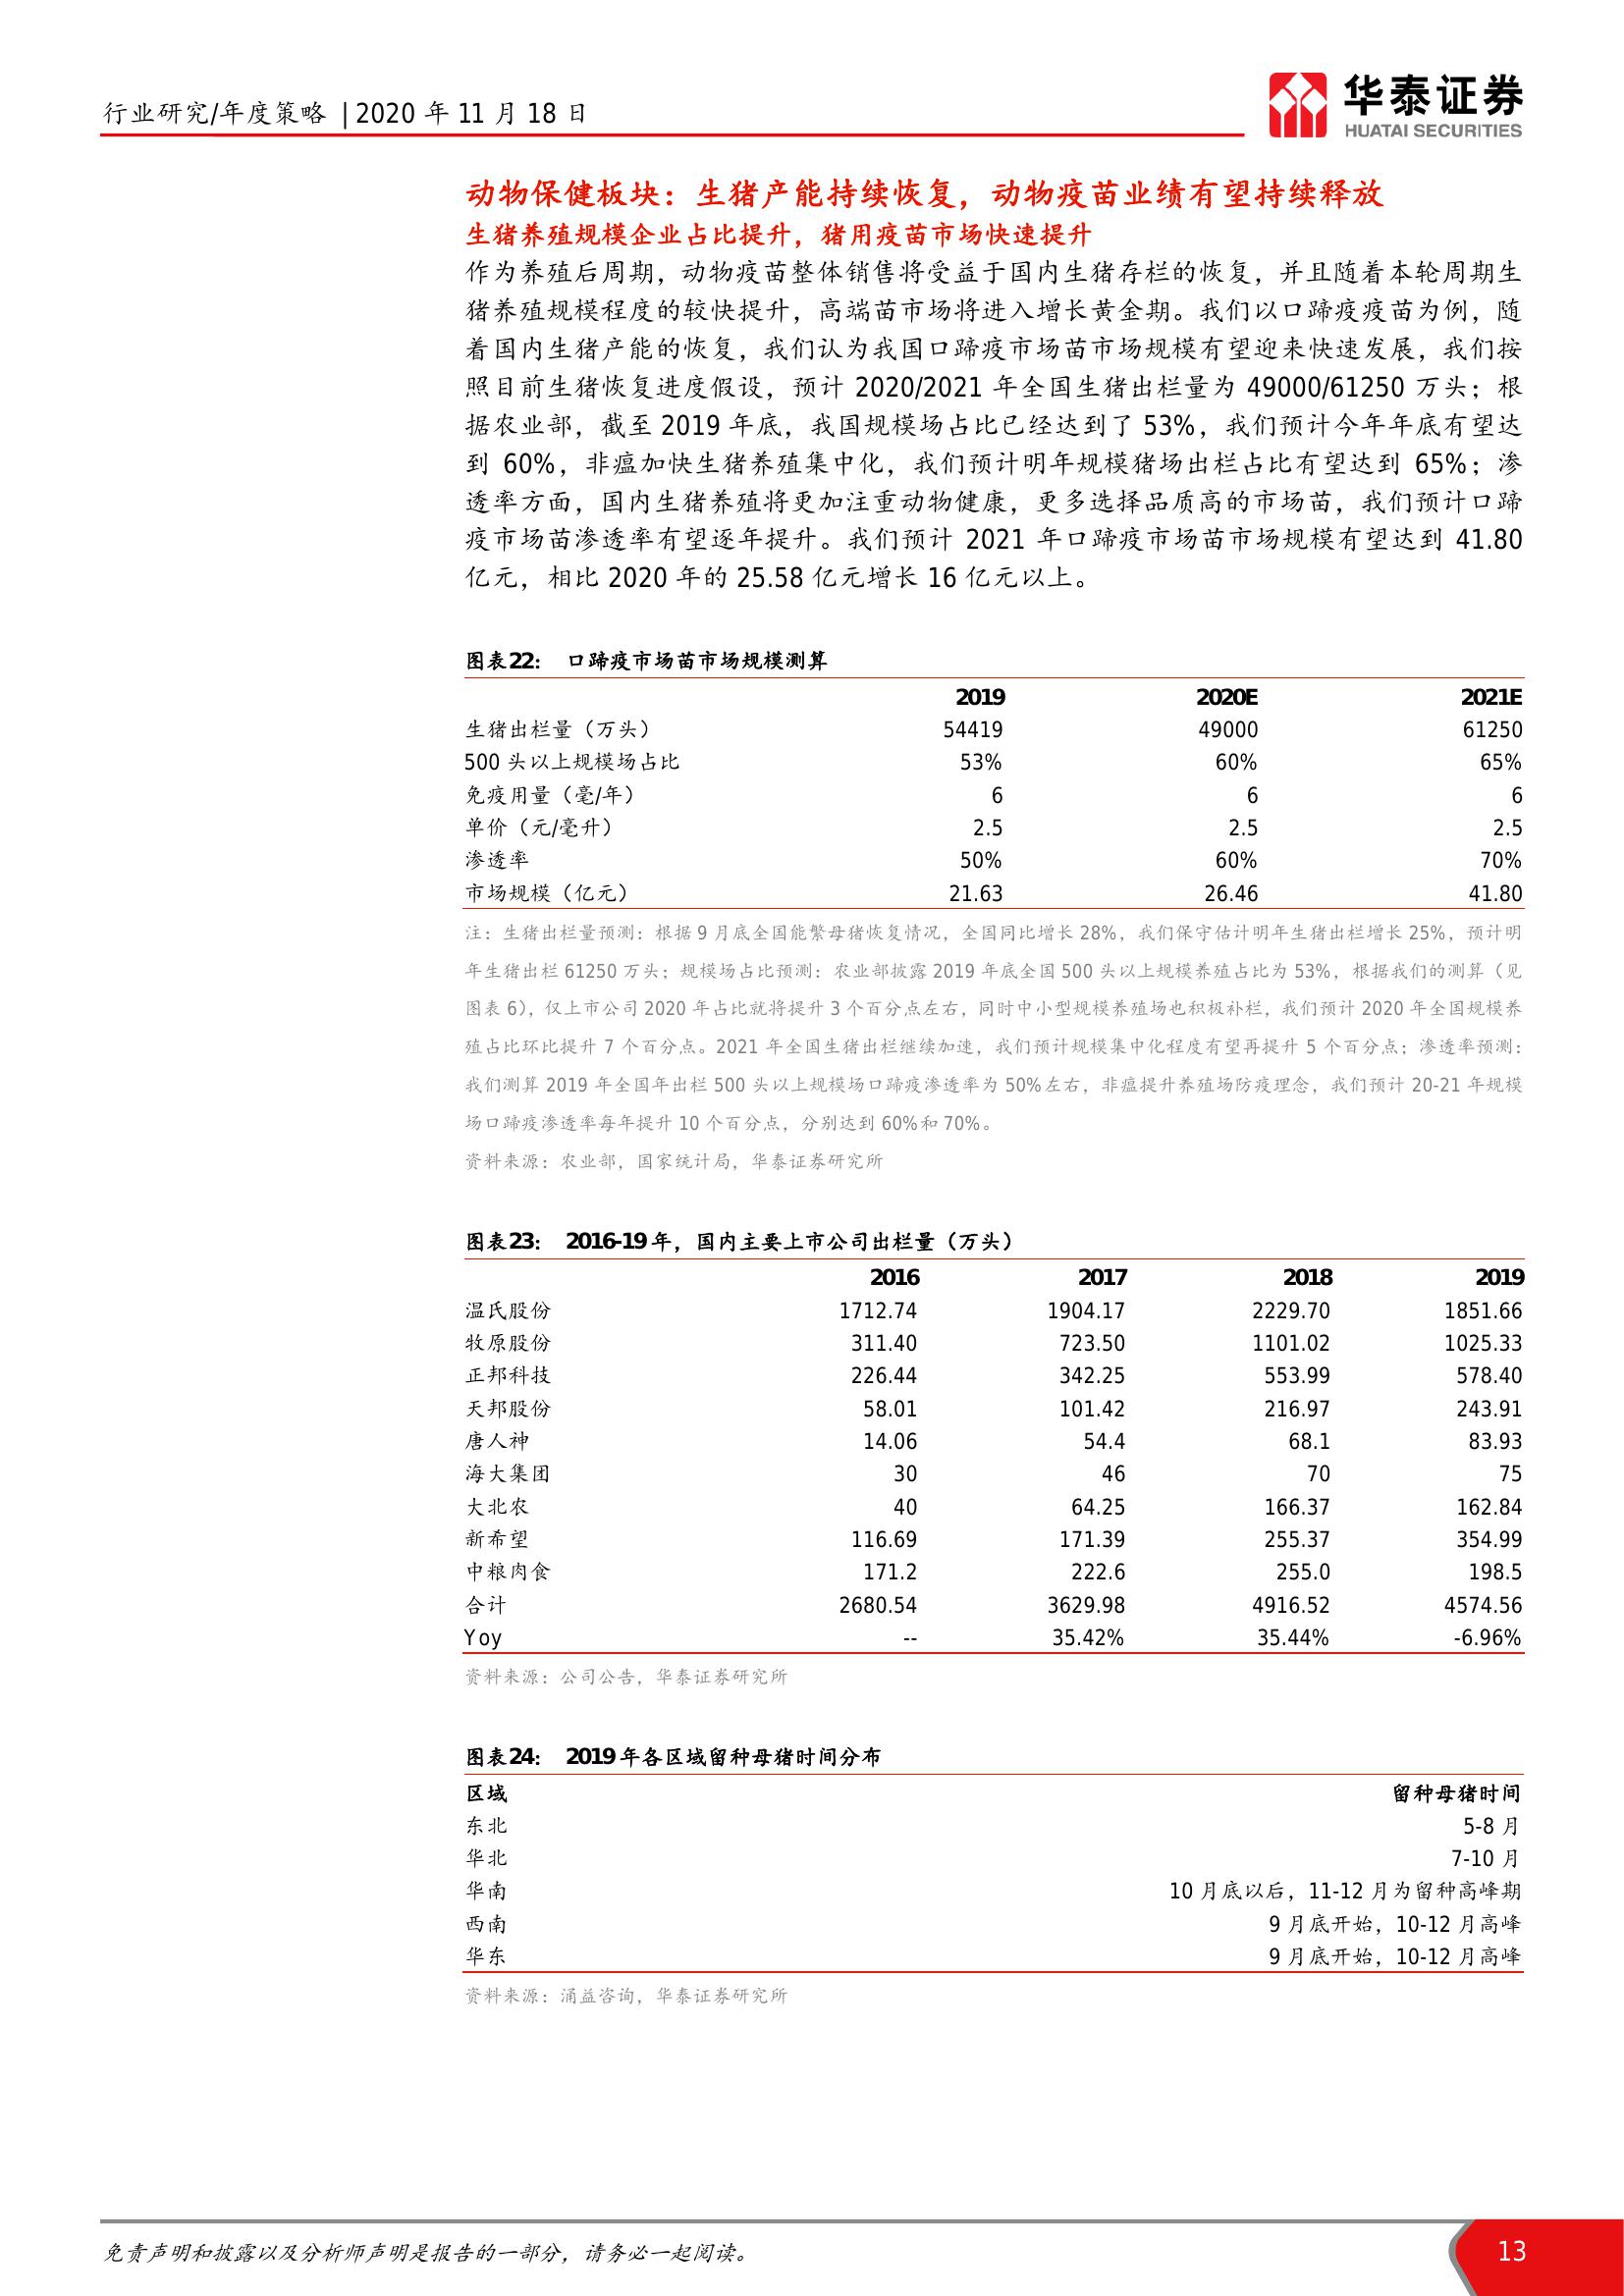 行业研究/年度策略 | 2020 年 11 月 18 日
华泰证券
HUATAI SECURITIES
动物保健板块：生猪产能持续恢复，动物疫苗业绩有望持续释放
生猪养殖规模企业占比提升，猪用疫苗市场快速提升
作为养殖后周期，动物疫苗整体销售将受益于国内生猪存栏的恢复，并且随着本轮周期生
猪养殖规模程度的较快提升，高端苗市场将进入增长黄金期。我们以口蹄疫疫苗为例，随
着国内生猪产能的恢复，我们认为我国口蹄疫市场苗市场规模有望迎来快速发展，我们按
照目前生猪恢复进度假设，预计 2020/2021 年全国生猪出栏量为 49000/61250 万头；根
据农业部，截至 2019 年底，我国规模场占比已经达到了 53%，我们预计今年年底有望达
到 60%，非瘟加快生猪养殖集中化，我们预计明年规模猪场出栏占比有望达到 65%；渗
透率方面，国内生猪养殖将更加注重动物健康，更多选择品质高的市场苗，我们预计口蹄
疫市场苗渗透率有望逐年提升。我们预计 2021 年口蹄疫市场苗市场规模有望达到 41.80
亿元，相比 2020 年的 25.58 亿元增长 16 亿元以上。
图表22： 口蹄疫市场苗市场规模测算
2019 2020E 2021E
生猪出栏量（万头） 54419 49000 61250
500 头以上规模场占比 53% 60% 65%
免疫用量（毫/年） 6 6 6
单价（元/毫升） 2.5 2.5 2.5
渗透率 50% 60% 70%
市场规模（亿元） 21.63 26.46 41.80
注：生猪出栏量预测：根据 9 月底全国能繁母猪恢复情况，全国同比增长 28%，我们保守估计明年生猪出栏增长 25%，预计明
年生猪出栏 61250 万头；规模场占比预测：农业部披露 2019 年底全国 500 头以上规模养殖占比为 53%，根据我们的测算（见
图表 6），仅上市公司 2020 年占比就将提升 3 个百分点左右，同时中小型规模养殖场也积极补栏，我们预计 2020 年全国规模养
殖占比环比提升 7 个百分点。2021 年全国生猪出栏继续加速，我们预计规模集中化程度有望再提升 5 个百分点；渗透率预测：
我们测算 2019 年全国年出栏 500 头以上规模场口蹄疫渗透率为 50%左右，非瘟提升养殖场防疫理念，我们预计 20-21 年规模
场口蹄疫渗透率每年提升 10 个百分点，分别达到 60%和 70%。
资料来源：农业部，国家统计局，华泰证券研究所
图表23： 2016-19 年，国内主要上市公司出栏量（万头）
2016 2017 2018 2019
温氏股份 1712.74 1904.17 2229.70 1851.66
牧原股份 311.40 723.50 1101.02 1025.33
正邦科技 226.44 342.25 553.99 578.40
天邦股份 58.01 101.42 216.97 243.91
唐人神 14.06 54.4 68.1 83.93
海大集团 30 46 70 75
大北农 40 64.25 166.37 162.84
新希望 116.69 171.39 255.37 354.99
中粮肉食 171.2 222.6 255.0 198.5
合计 2680.54 3629.98 4916.52 4574.56
Yoy -- 35.42% 35.44% -6.96%
资料来源：公司公告，华泰证券研究所
图表24： 2019 年各区域留种母猪时间分布
区域 留种母猪时间
东北 5-8 月
华北 7-10 月
华南 10 月底以后，11-12 月为留种高峰期
西南 9 月底开始，10-12 月高峰
华东 9 月底开始，10-12 月高峰
资料来源：涌益咨询，华泰证券研究所
免责声明和披露以及分析师声明是报告的一部分，请务必一起阅读。 13